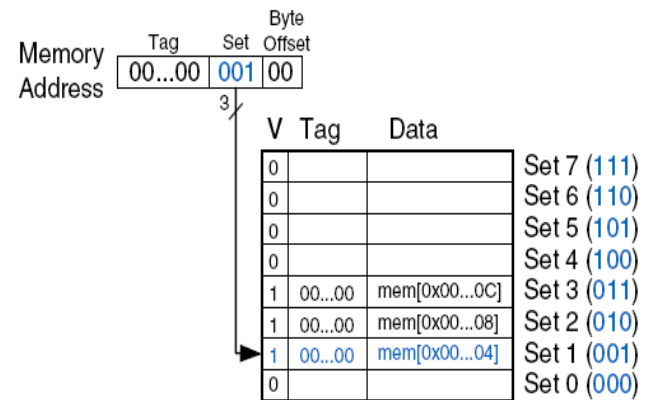 Byte
Memory Tag Set Offset
Address 00...00 001 00
3
V Tag Data
0 Set 7 (111)
0 Set 6 (110)
0 Set 5 (101)
0 Set 4 (100)
1 00...00 mem[0x00...0C] Set 3 (011)
1 00...00 mem[0x00...08] Set 2 (010)
1 00...00 mem[0x00...04] Set 1 (001)
0 Set 0 (000)